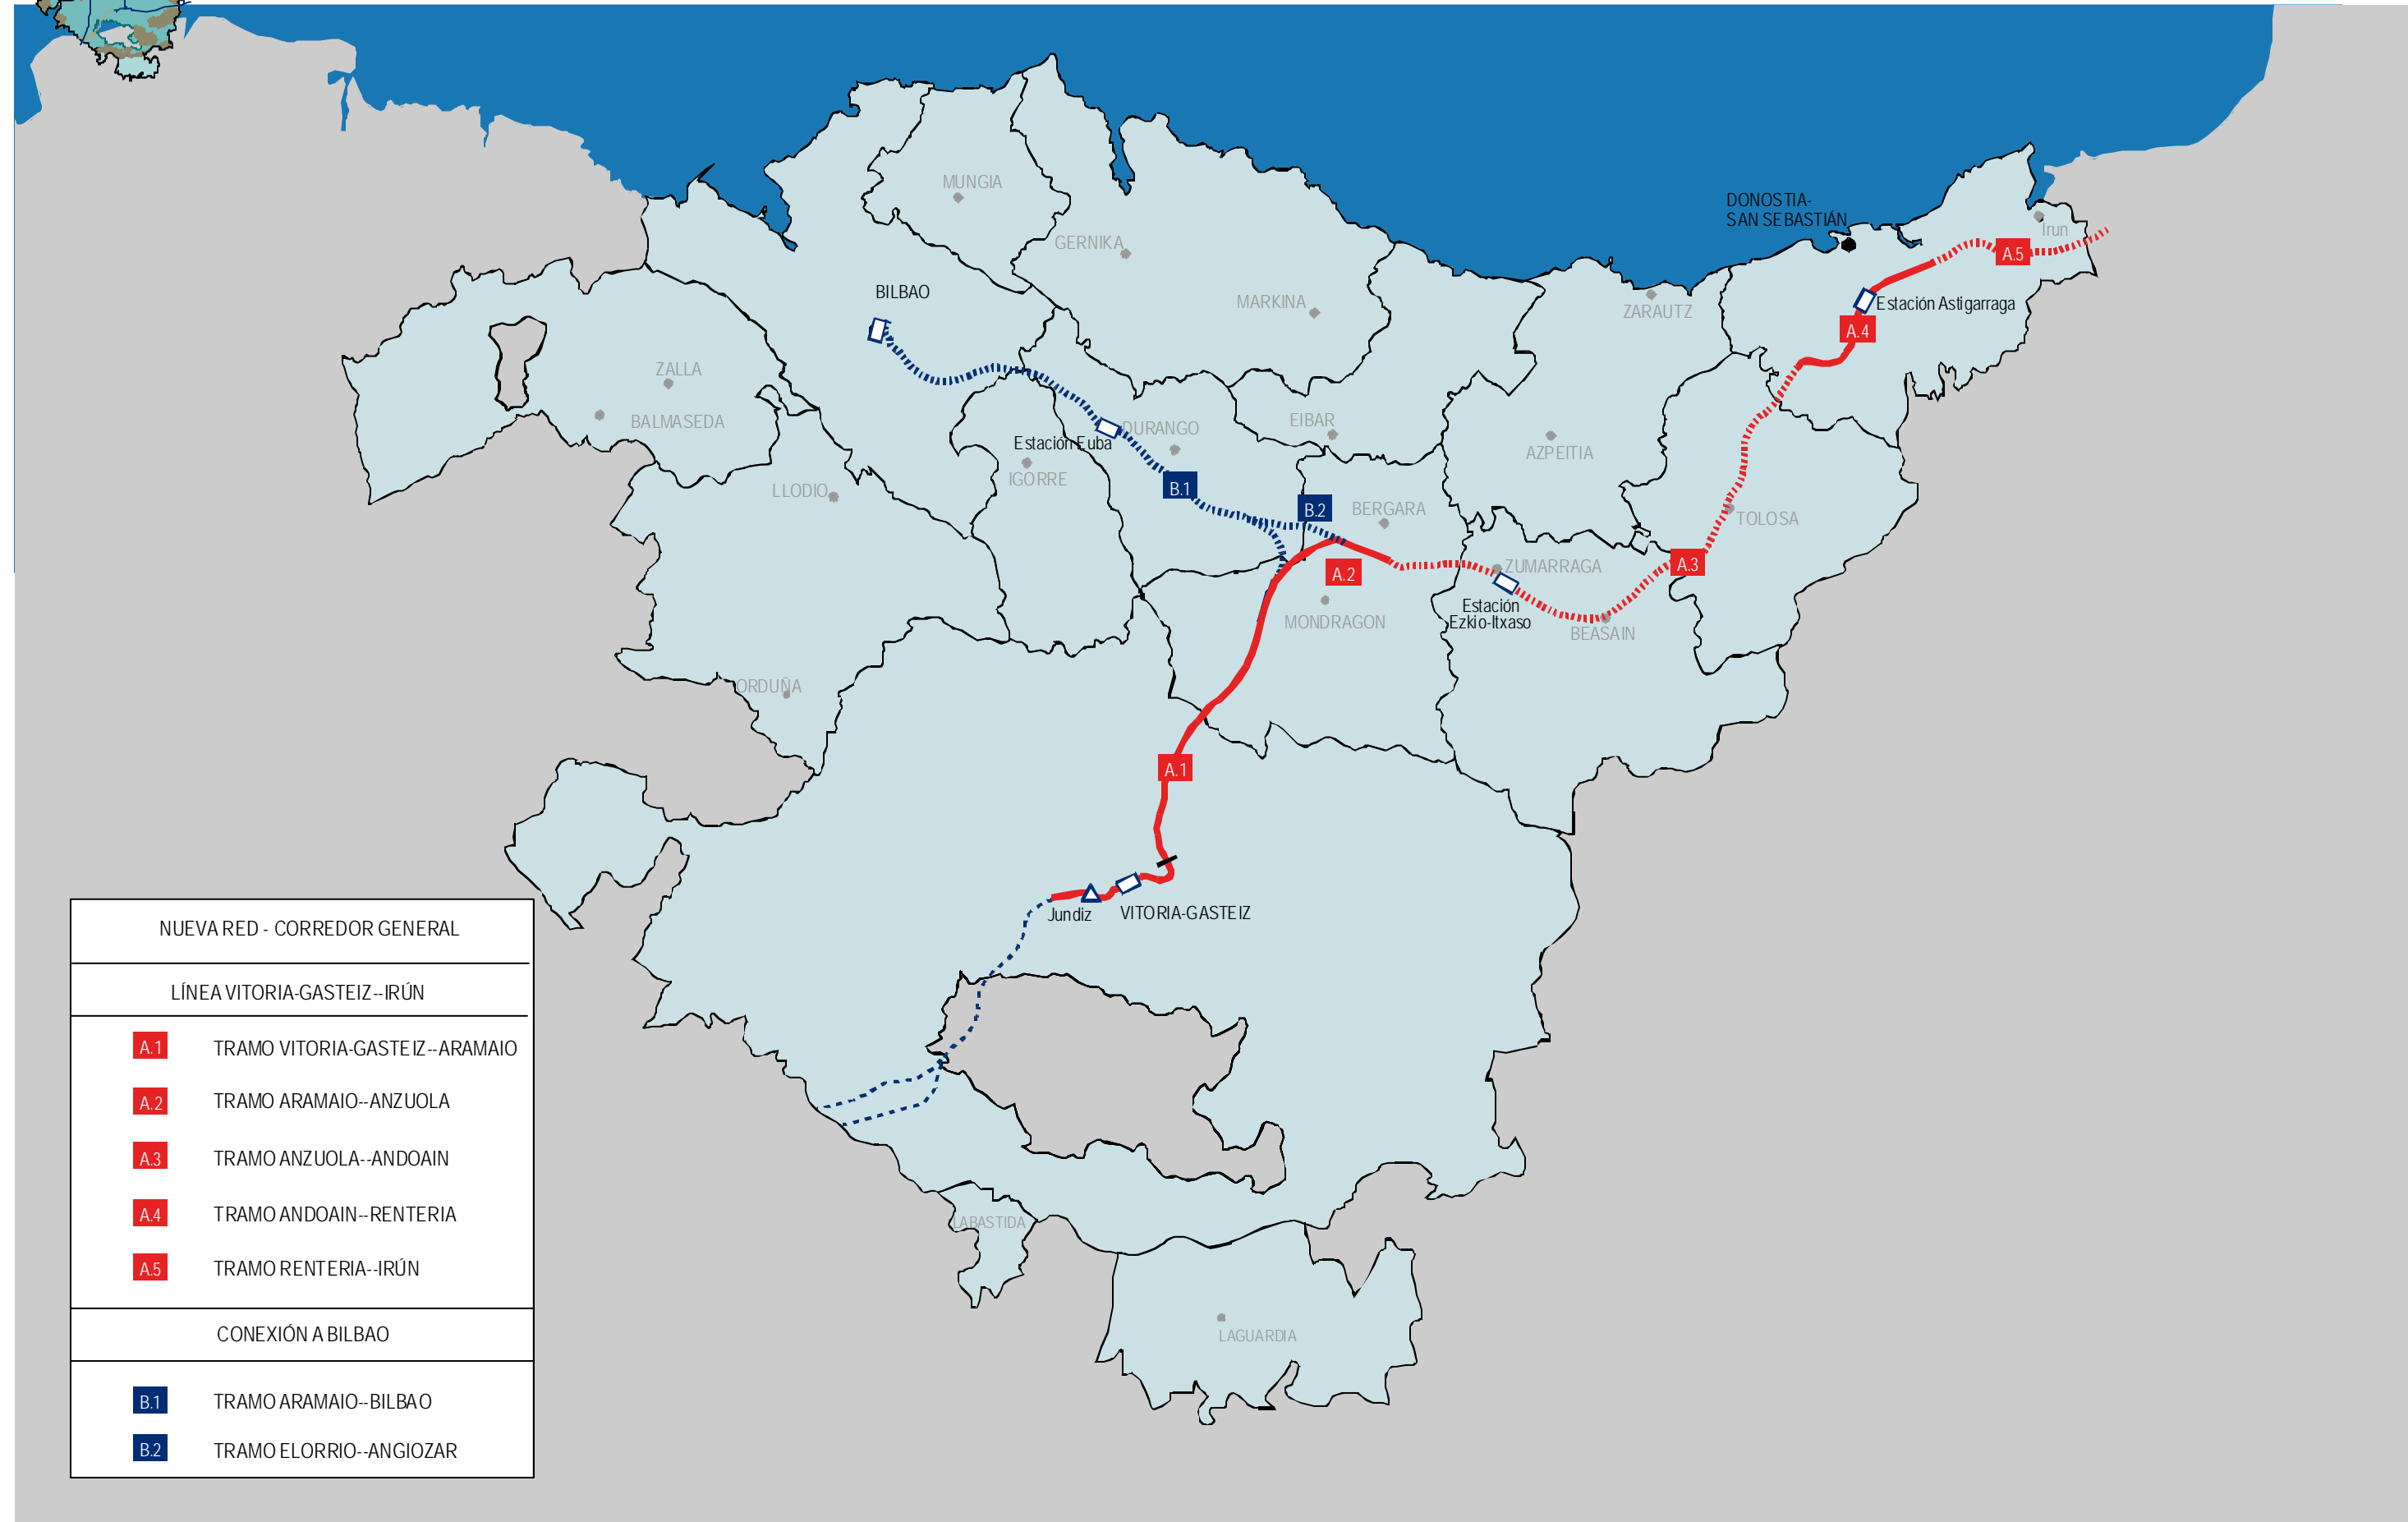 MUNGIA
DONOSTIA-
SAN SEBASTIÁN
Irun
GERNIKA
A.5
BILBAO
MARKINA
ZARAUTZ
Estación Astigarraga
A.4
ZALLA
BALMASEDA
EIBAR
DURANGO
Estación Euba
AZPEITIA
IGORRE
LLODIO
B.1
B.2
BERGARA
TOLOSA
A.2
ZUMARRAGA
A.3
Estación
Ezkio-Itxaso
MONDRAGON
BEASAIN
ORDUÑA
A.1
Jundiz
VITORIA-GASTEIZ
LABASTIDA
LAGUARDIA
NUEVA RED - CORREDOR GENERAL
LÍNEA VITORIA-GASTEIZ--IRÚN
A.1 TRAMO VITORIA-GASTEIZ--ARAMAIO
A.2 TRAMO ARAMAIO--ANZUOLA
A.3 TRAMO ANZUOLA--ANDOAIN
A.4 TRAMO ANDOAIN--RENTERIA
A.5 TRAMO RENTERIA--IRÚN
CONEXIÓN A BILBAO
B.1 TRAMO ARAMAIO--BILBAO
B.2 TRAMO ELORRIO--ANGIOZAR